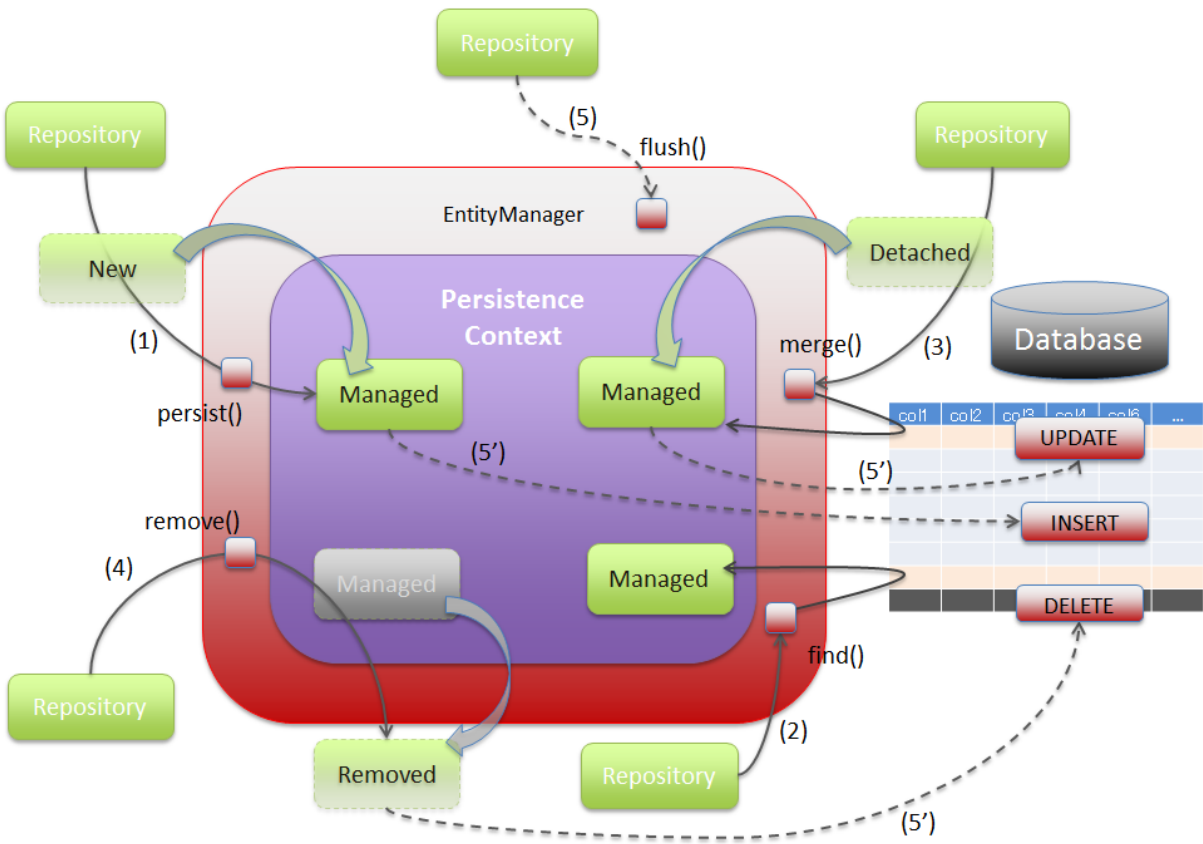 Repository
(5)
flush()
Repository
Repository
EntityManager
New
Detached
Persistence
Context
Database
(1)
merge()
(3)
Managed
Managed
persist()
col1 col2 col3 col4 col6 ...
UPDATE
(5’)
(5’)
INSERT
remove()
(4)
Managed
Managed
DELETE
find()
Repository
(2)
Removed
Repository
(5’)